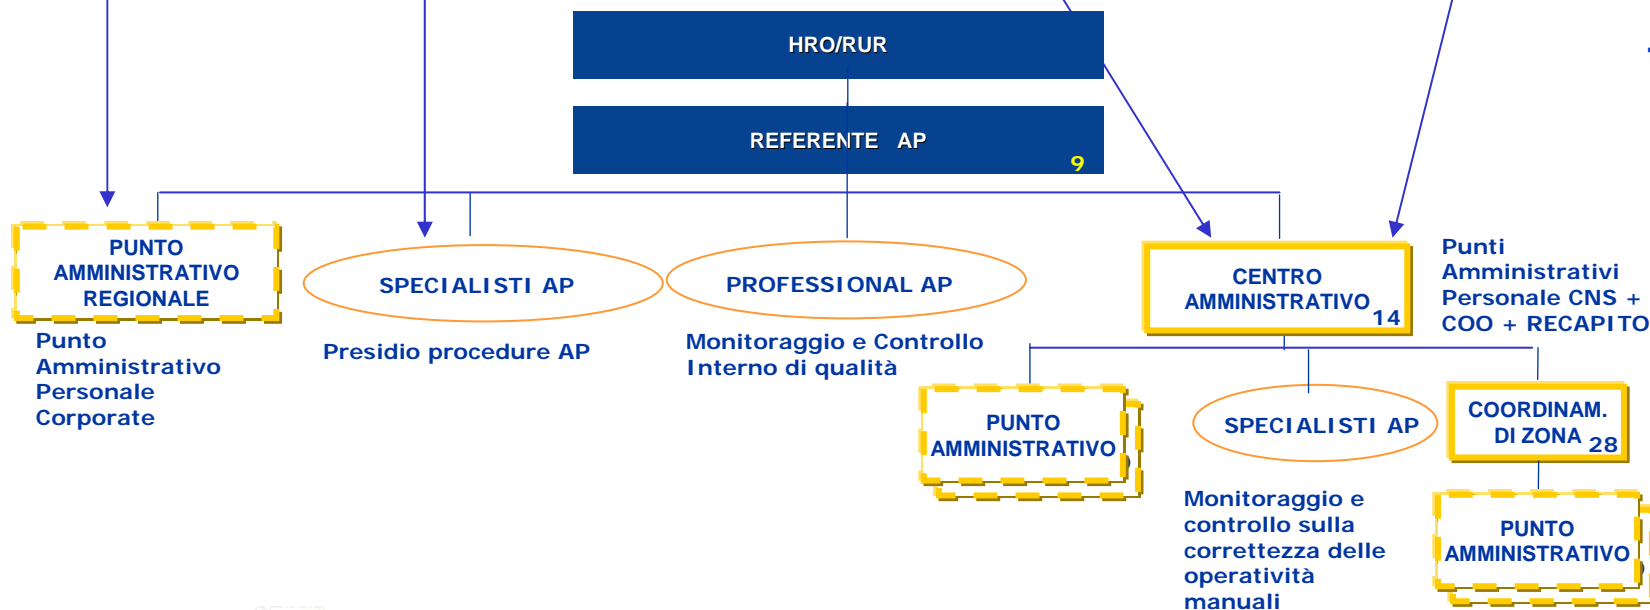 HRO/RUR
REFERENTE AP
9
PUNTO
AMMINISTRATIVO
REGIONALE
Punto
Amministrativo
Personale
Corporate
SPECIALISTI AP
Presidio procedure AP
PROFESSIONAL AP
Monitoraggio e Controllo
Interno di qualità
CENTRO
AMMINISTRATIVO
14
Punti
Amministrativi
Personale CNS +
COO + RECAPITO
PUNTO
AMMINISTRATIVO
SPECIALISTI AP
Monitoraggio e
controllo sulla
correttezza delle
operatività
manuali
COORDINAM.
DI ZONA
28
PUNTO
AMMINISTRATIVO